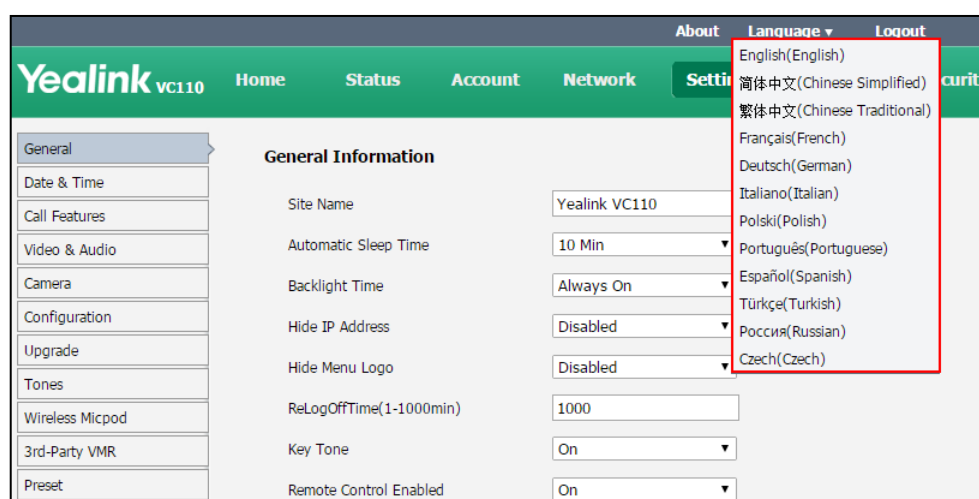 About Language ▾ Logout
Yealink VC110
Home Status Account Network Settin curit
English(English)
简体中文(Chinese Simplified)
繁体中文(Chinese Traditional)
Français(French)
Deutsch(German)
Italiano(Italian)
Polski(Polish)
Português(Portuguese)
Español(Spanish)
Türkçe(Turkish)
Россия(Russian)
Czech(Czech)
General
Date & Time
Call Features
Video & Audio
Camera
Configuration
Upgrade
Tones
Wireless Micpod
3rd-Party VMR
Preset
General Information
Site Name Yealink VC110
Automatic Sleep Time 10 Min
Backlight Time Always On
Hide IP Address Disabled
Hide Menu Logo Disabled
ReLogOffTime(1-1000min) 1000
Key Tone On
Remote Control Enabled On